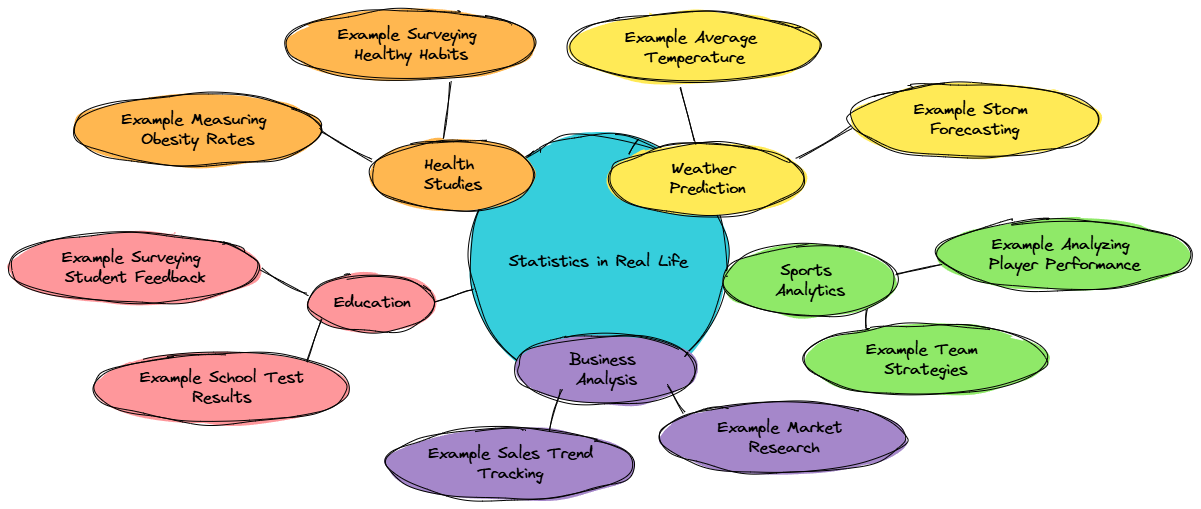 Example Surveying
Healthy Habits
Example Average
Temperature
Example Measuring
Obesity Rates
Example Storm
Forecasting
Health
Studies
Weather
Prediction
Example Surveying
Student Feedback
Education
Statistics in Real Life
Sports
Analytics
Example Analyzing
Player Performance
Example School Test
Results
Business
Analysis
Example Team
Strategies
Example Sales Trend
Tracking
Example Market
Research